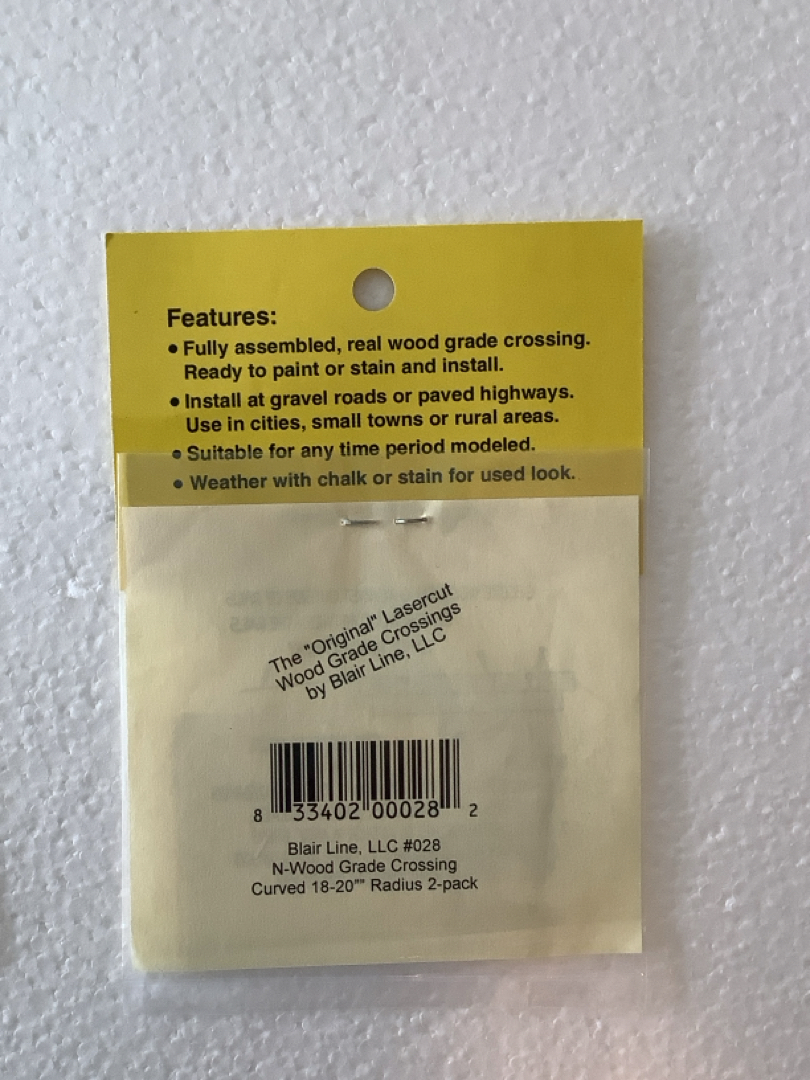 Features:
• Fully assembled, real wood grade crossing.
Ready to paint or stain and install.
• Install at gravel roads or paved highways.
Use in cities, small towns or rural areas.
• Suitable for any time period modeled.
• Weather with chalk or stain for used look.
The "Original" Lasercut
Wood Grade Crossings
by Blair Line, LLC
8 33402 00028 2
Blair Line, LLC #028
N-Wood Grade Crossing
Curved 18-20"" Radius 2-pack